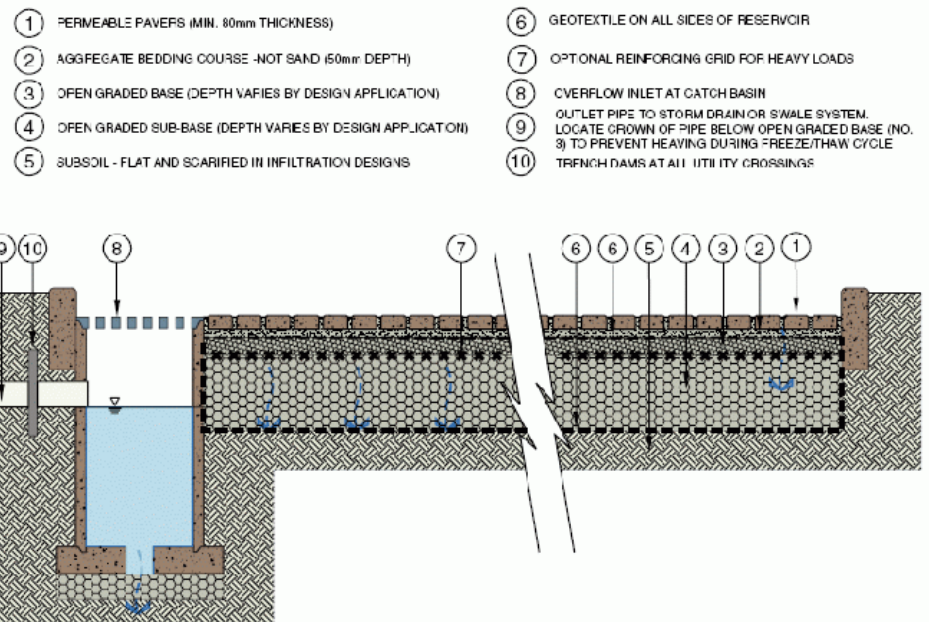 1 PERMEABLE PAVERS (MIN. 80mm THICKNESS)
2 AGGREGATE BEDDING COURSE -NOT SAND (50mm DEPTH)
3 OPEN GRADED BASE (DEPTH VARIES BY DESIGN APPLICATION)
4 OPEN GRADED SUB-BASE (DEPTH VARIES BY DESIGN APPLICATION)
5 SUBSOIL - FLAT AND SCARIFIED IN INFILTRATION DESIGNS
6 GEOTEXTILE ON ALL SIDES OF RESERVOIR
7 OPTIONAL REINFORCING GRID FOR HEAVY LOADS
8 OVERFLOW INLET AT CATCH BASIN
9 OUTLET PIPE TO STORM DRAIN OR SWALE SYSTEM.
LOCATE CROWN OF PIPE BELOW OPEN GRADED BASE (NO.
3) TO PREVENT HEAVING DURING FREEZE/THAW CYCLE
10 TRENCH DAMS AT ALL UTILITY CROSSINGS
9 10 8 7 6 6 5 4 3 2 1